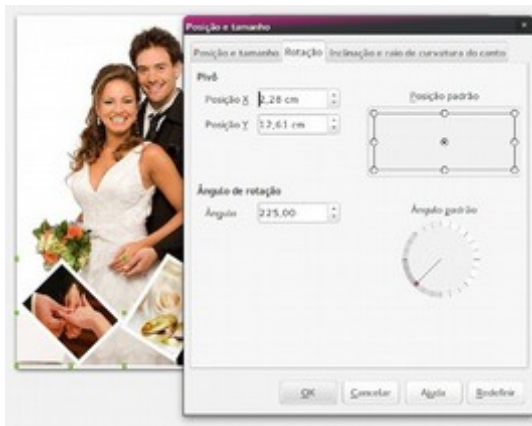 Posição e tamanho
Posição e tamanho Rotação Inclinação e raio de curvatura do canto
Pivô
Posição X 2,28 cm
Posição Y 12,61 cm
Posição padrão
Ângulo de rotação
Ângulo 225,00
Ângulo padrão
OK Cancelar Ajuda Redefinir